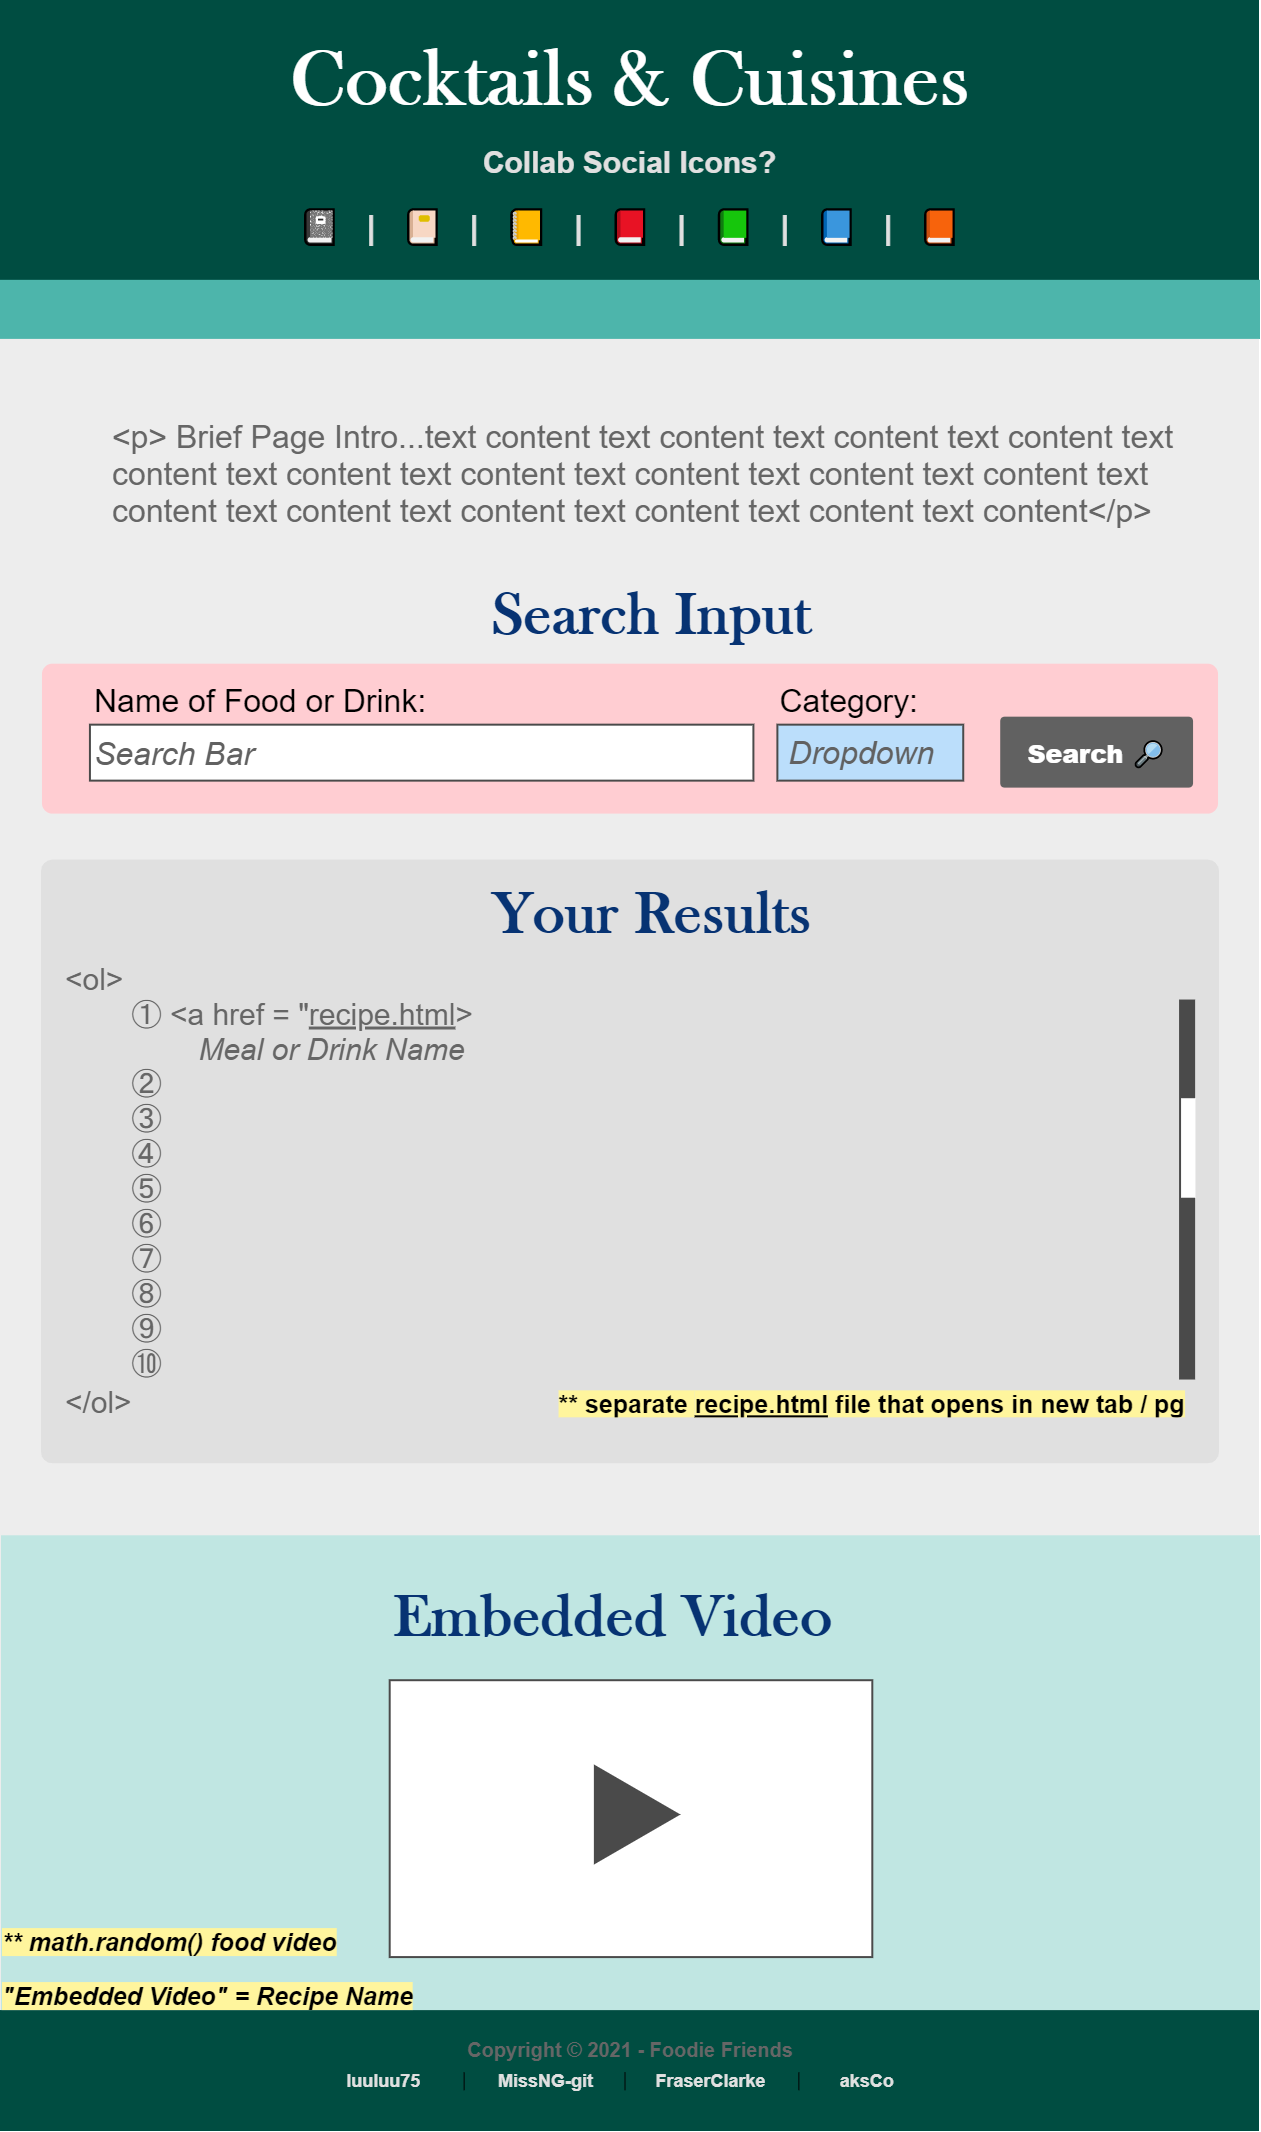 Cocktails & Cuisines
Collab Social Icons?
| | | | | |
<p> Brief Page Intro...text content text content text content text content text
content text content text content text content text content text content text
content text content text content text content text content text content</p>
Search Input
Name of Food or Drink: Category:
Search Bar Dropdown Search 🔎
Your Results
<ol>
① <a href = "recipe.html>
Meal or Drink Name
②
③
④
⑤
⑥
⑦
⑧
⑨
⑩
</ol> ** separate recipe.html file that opens in new tab / pg
Embedded Video
** math.random() food video
"Embedded Video" = Recipe Name
Copyright © 2021 - Foodie Friends
luuluu75 | MissNG-git | FraserClarke | aksCo